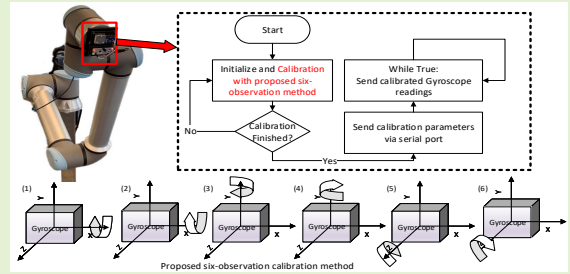 Start
Initialize and Calibration
with proposed six-
observation method
While True:
Send calibrated Gyroscope
readings
No
Calibration
Finished?
Send calibration parameters
via serial port
Yes
(1)
(2)
(3)
(4)
(5)
(6)
Y
Gyroscope
X
Z
Y
Gyroscope
X
Z
Y
Gyroscope
X
Z
Y
Gyroscope
X
Z
Y
Gyroscope
X
Y
Gyroscope
X
Proposed six-observation calibration method